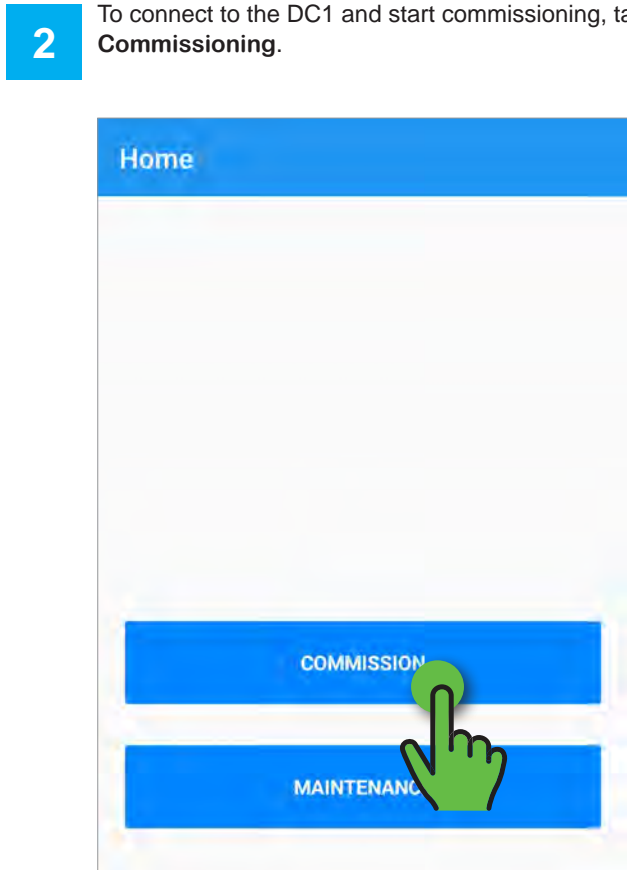 2
To connect to the DC1 and start commissioning, ta
Commissioning.
Home
COMMISSION
MAINTENANC